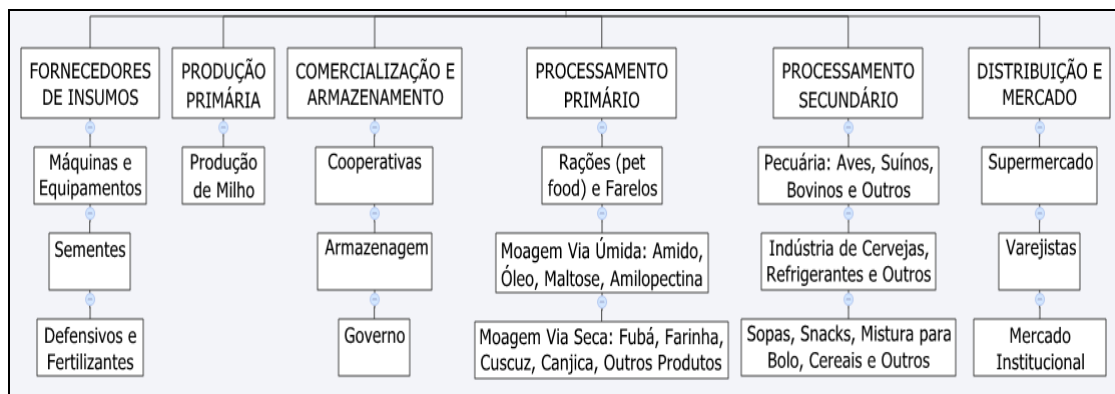 FORNECEDORES
DE INSUMOS
Máquinas e
Equipamentos
Sementes
Defensivos e
Fertilizantes
PRODUÇÃO
PRIMÁRIA
Produção
de Milho
COMERCIALIZAÇÃO E
ARMAZENAMENTO
Cooperativas
Armazenagem
Governo
PROCESSAMENTO
PRIMÁRIO
Rações (pet
food) e Farelos
Moagem Via Úmida: Amido,
Óleo, Maltose, Amilopectina
Moagem Via Seca: Fubá, Farinha,
Cuscuz, Canjica, Outros Produtos
PROCESSAMENTO
SECUNDÁRIO
Pecuária: Aves, Suínos,
Bovinos e Outros
Indústria de Cervejas,
Refrigerantes e Outros
Sopas, Snacks, Mistura para
Bolo, Cereais e Outros
DISTRIBUIÇÃO E
MERCADO
Supermercado
Varejistas
Mercado
Institucional